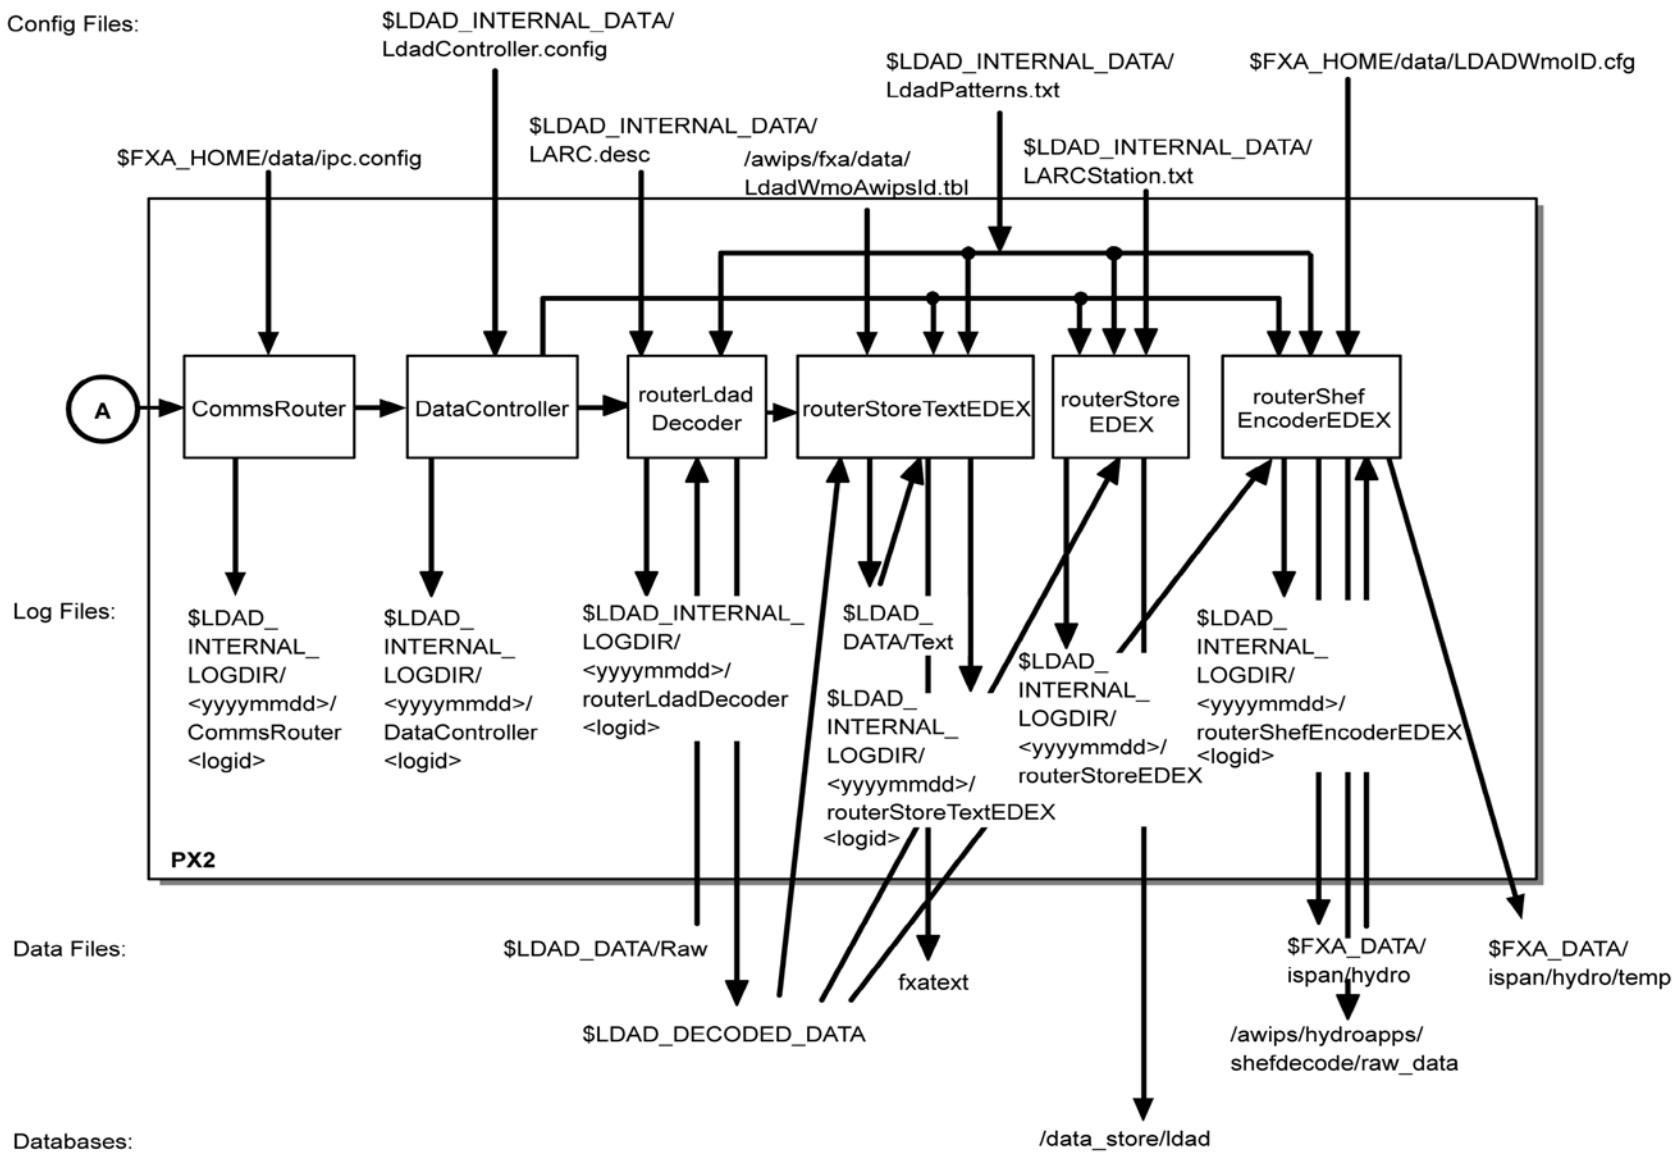 Config Files:
$LDAD_INTERNAL_DATA/
LdadController.config
$LDAD_INTERNAL_DATA/
LdadPatterns.txt
$FXA_HOME/data/LDADWmoID.cfg
$FXA_HOME/data/ipc.config
$LDAD_INTERNAL_DATA/
LARC.desc
/awips/fxa/data/
LdadWmoAwipsId.tbl
$LDAD_INTERNAL_DATA/
LARCStation.txt
A
CommsRouter
DataController
routerLdad
Decoder
routerStoreTextEDEX
routerStore
EDEX
routerShef
EncoderEDEX
Log Files:
$LDAD_
INTERNAL_
LOGDIR/
<yyyymmdd>/
CommsRouter
<logid>
$LDAD_
INTERNAL_
LOGDIR/
<yyyymmdd>/
DataController
<logid>
$LDAD_INTERNAL_
LOGDIR/
<yyyymmdd>/
routerLdadDecoder
<logid>
$LDAD_
DATA/Text
$LDAD_
INTERNAL_
LOGDIR/
<yyyymmdd>/
routerStoreTextEDEX
<logid>
$LDAD_
INTERNAL_
LOGDIR/
<yyyymmdd>/
routerStoreEDEX
$LDAD_
INTERNAL_
LOGDIR/
<yyyymmdd>/
routerShefEncoderEDEX
<logid>
PX2
Data Files:
$LDAD_DATA/Raw
$LDAD_DECODED_DATA
fxatext
$FXA_DATA/
ispan/hydro
/awips/hydroapps/
shefdecode/raw_data
$FXA_DATA/
ispan/hydro/temp
Databases:
/data_store/ldad